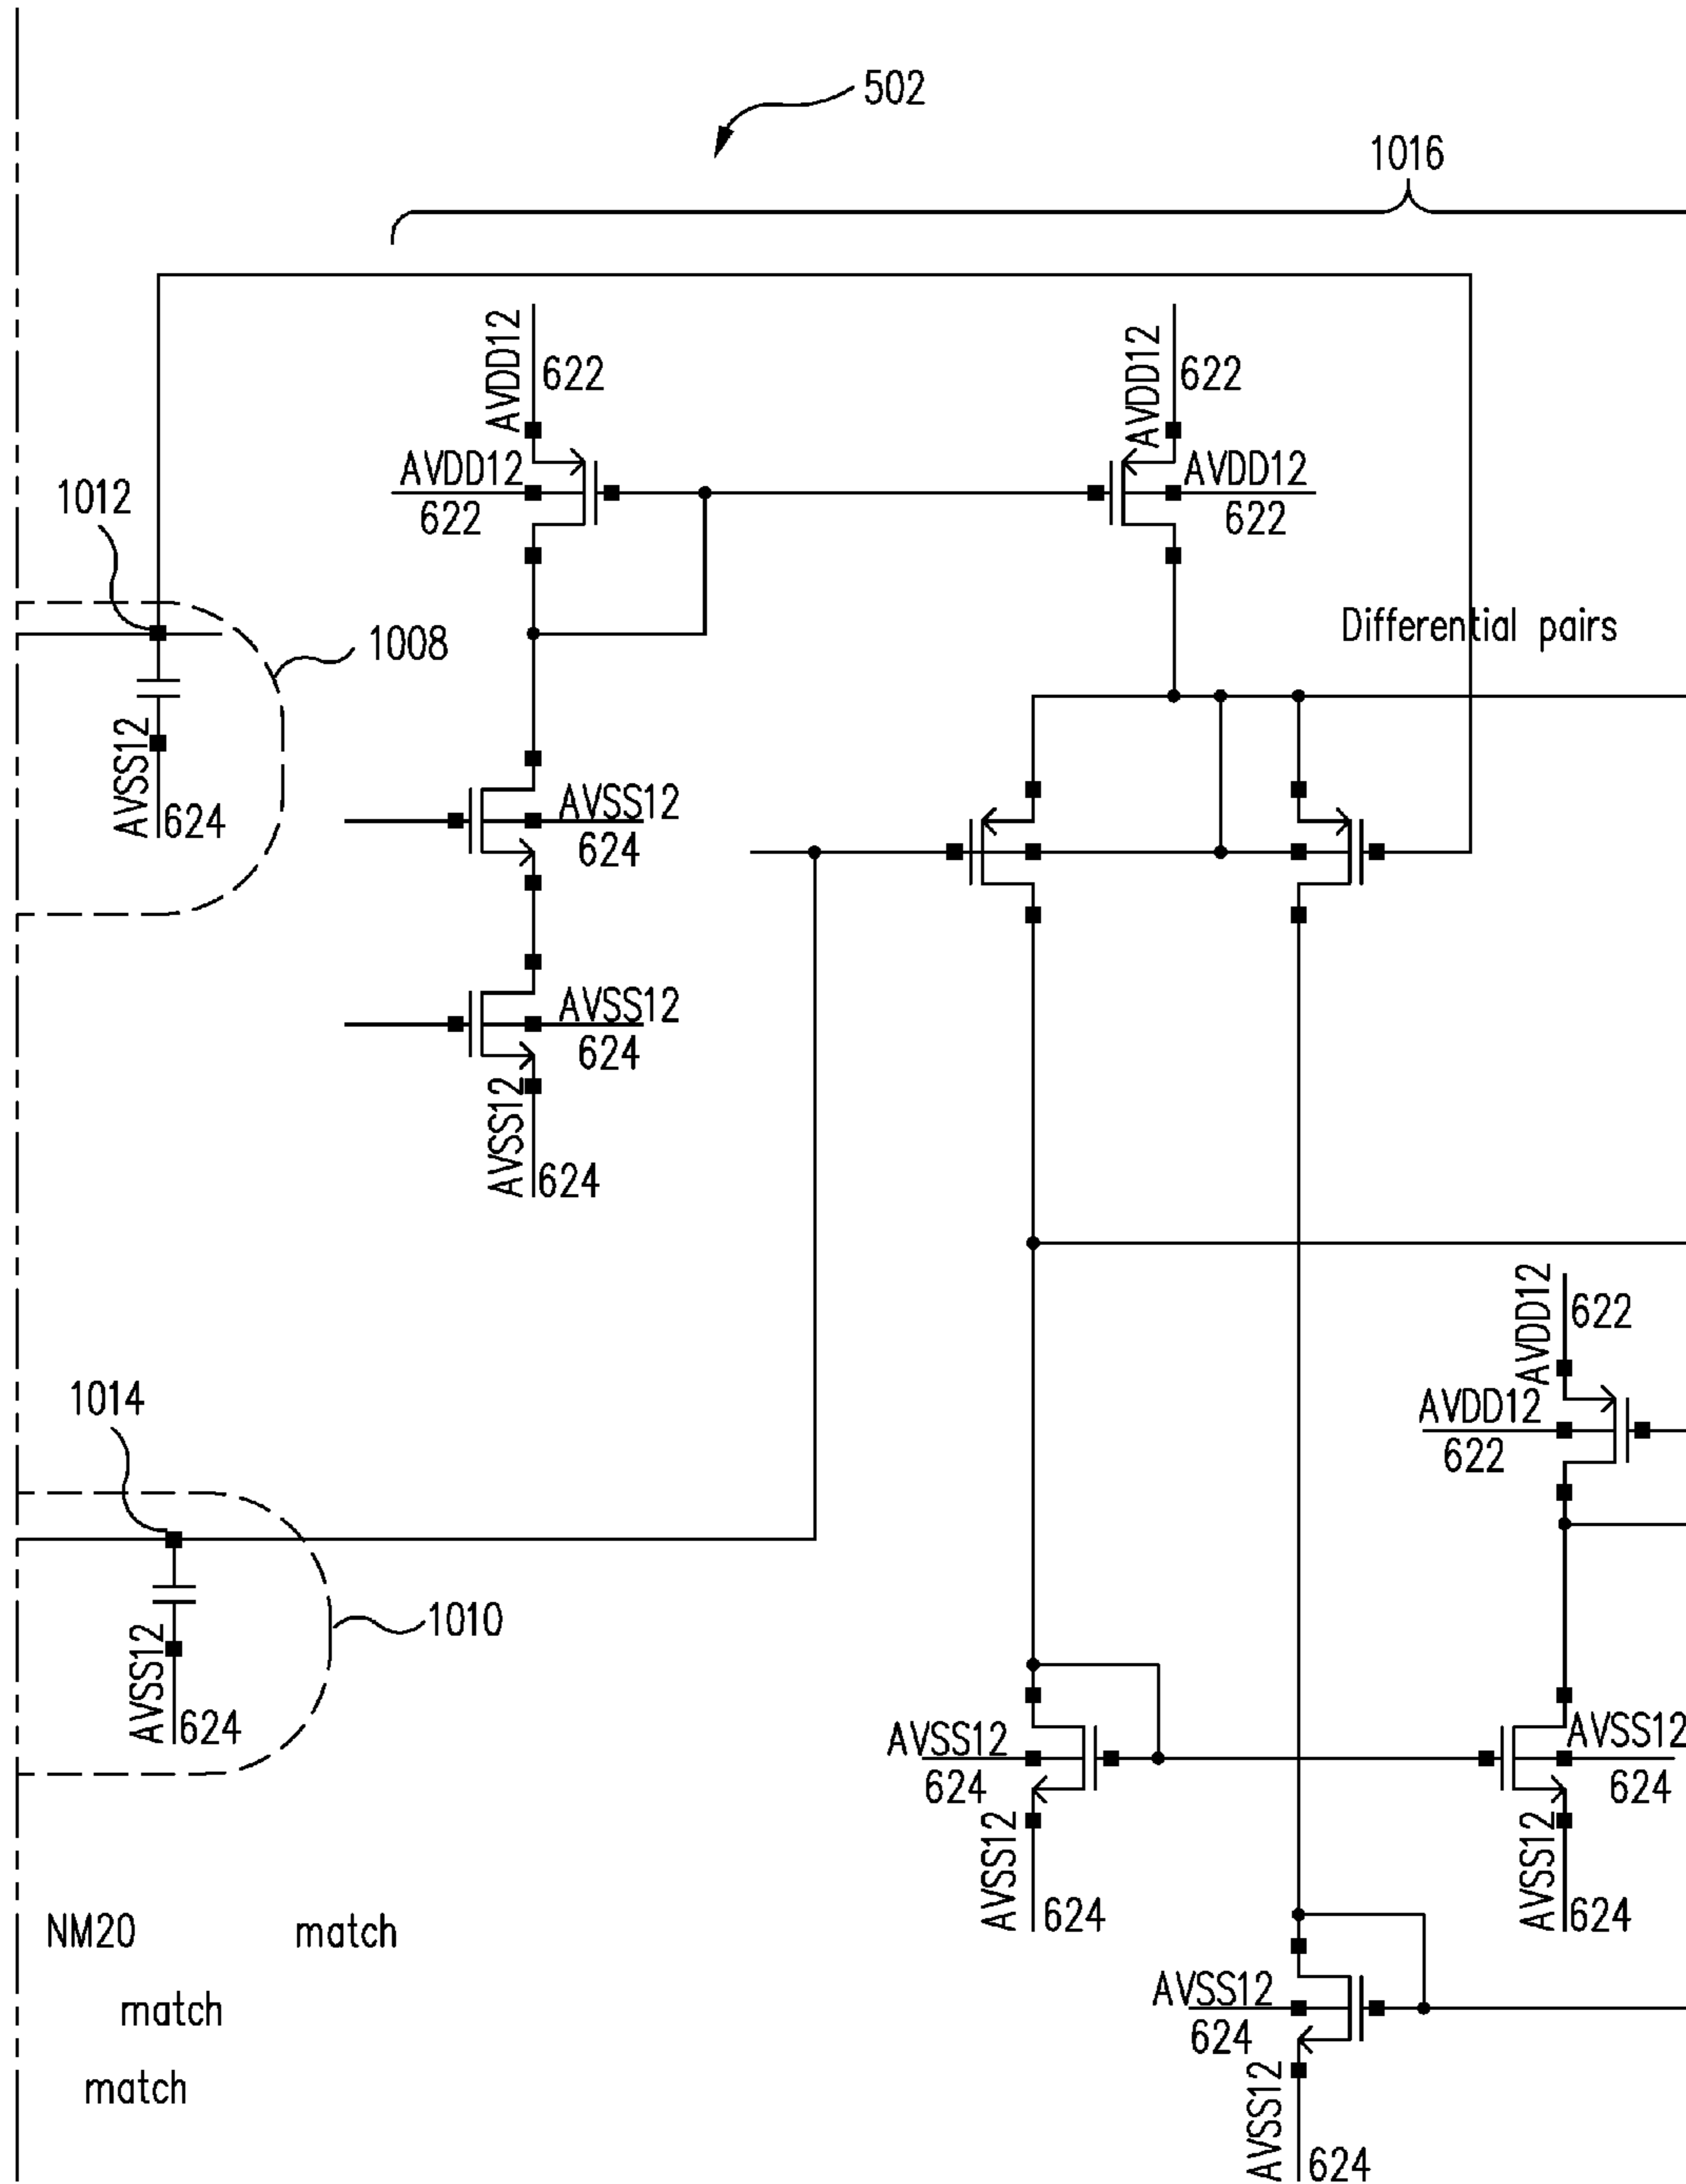 502
1016
AVDD12
622
AVDD12
622
AVDD12
622
AVDD12
622
1012
Differential pairs
1008
AVSS12
624
AVSS12
624
AVSS12
624
AVSS12
624
AVDD12
622
AVDD12
622
1014
1010
AVSS12
624
AVSS12
624
AVSS12
624
AVSS12
624
AVSS12
624
NM20 match
match
match
AVSS12
624
AVSS12
624